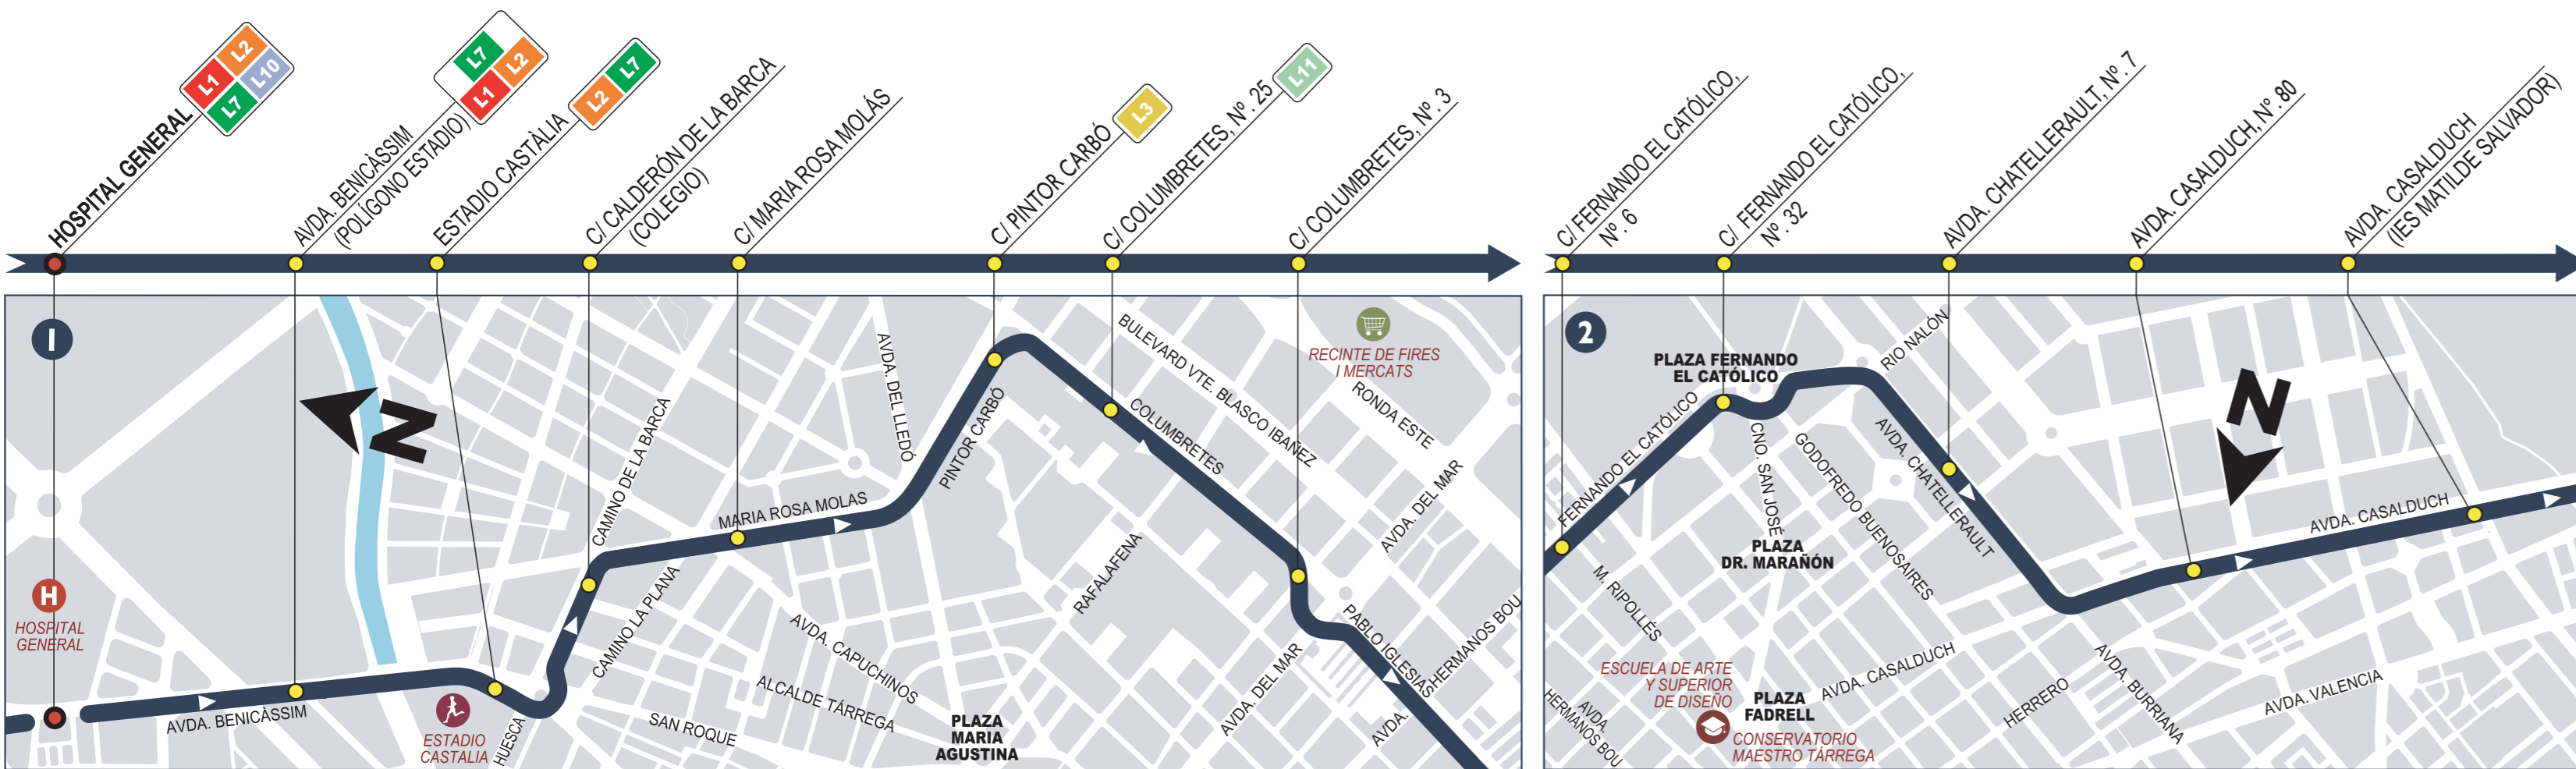 HOSPITAL GENERAL
L1
L2
L7
L10
AVDA. BENICÀSSIM
(POLÍGONO ESTADIO)
L7
L1
L2
ESTADIO CASTÀLIA
L2
L7
C/ CALDERÓN DE LA BARCA
(COLEGIO)
C/ MARIA ROSA MOLÁS
C/ PINTOR CARBÓ
L3
C/ COLUMBRETES, Nº. 25
L11
C/ COLUMBRETES, Nº. 3
C/ FERNANDO EL CATÓLICO,
Nº. 6
C/ FERNANDO EL CATÓLICO,
Nº. 32
AVDA. CHATELLERAULT, Nº. 7
AVDA. CASALDUCH, Nº. 80
AVDA. CASALDUCH
(IES MATILDE SALVADOR)
1
N
H
HOSPITAL
GENERAL
AVDA. BENICÀSSIM
ESTADIO
CASTALIA
HUESCA
CAMINO DE LA BARCA
CAMINO LA PLANA
MARIA ROSA MOLAS
SAN ROQUE
ALCALDE TÁRREGA
AVDA. CAPUCHINOS
AVDA. DEL LLEDÓ
PINTOR CARBÓ
PLAZA
MARIA
AGUSTINA
RAFALAFENA
COLUMBRETES
BULEVARD VTE. BLASCO IBAÑEZ
RECINTE DE FIRES
I MERCATS
RONDA ESTE
AVDA. DEL MAR
AVDA. DEL MAR
PABLO IGLESIAS
AVDA. HERMANOS BOU
2
PLAZA FERNANDO
EL CATÓLICO
FERNANDO EL CATÓLICO
RIO NALÓN
CNO. SAN JOSÉ
GODOFREDO BUENOSAIRES
AVDA. CHATELLERAULT
PLAZA
DR. MARAÑÓN
M. RIPOLLÉS
ESCUELA DE ARTE
Y SUPERIOR
DE DISEÑO
AVDA.
HERMANOS BOU
PLAZA
FADRELL
CONSERVATORIO
MAESTRO TÁRREGA
AVDA. CASALDUCH
HERRERO
AVDA. BURRIANA
AVDA. VALENCIA
N
AVDA. CASALDUCH